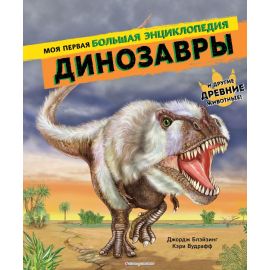 МОЯ ПЕРВАЯ БОЛЬШАЯ ЭНЦИКЛОПЕДИЯ
ДИНОЗАВРЫ
И ДРУГИЕ
ДРЕВНИЕ
ЖИВОТНЫЕ!
Джордж Блэйзинг
Кэри Вудрафф